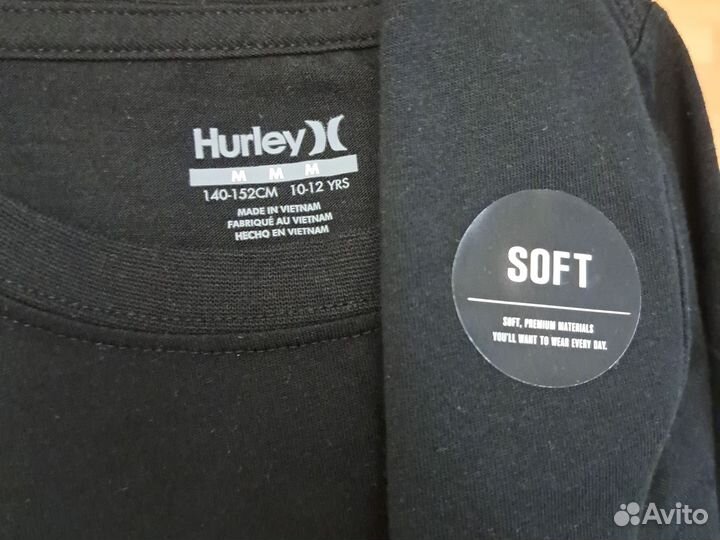 Hurley
M M M
140-152CM 10-12 YRS
MADE IN VIETNAM
FABRIQUÉ AU VIETNAM
HECHO EN VIETNAM
SOFT
SOFT, PREMIUM MATERIALS
YOU'LL WANT TO WEAR EVERY DAY.
Avito